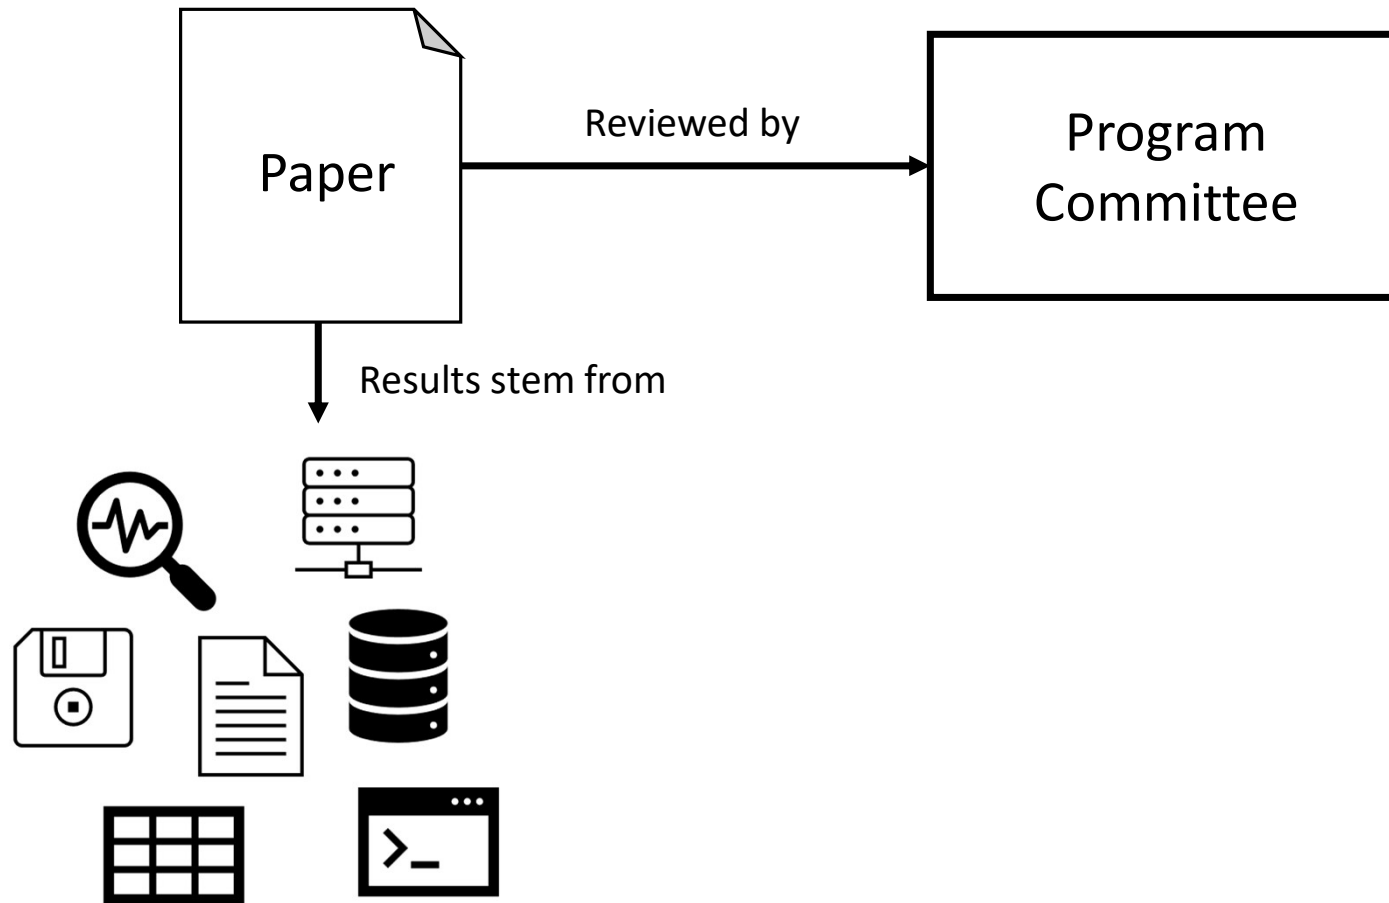 Paper
Reviewed by
Program
Committee
Results stem from
>_